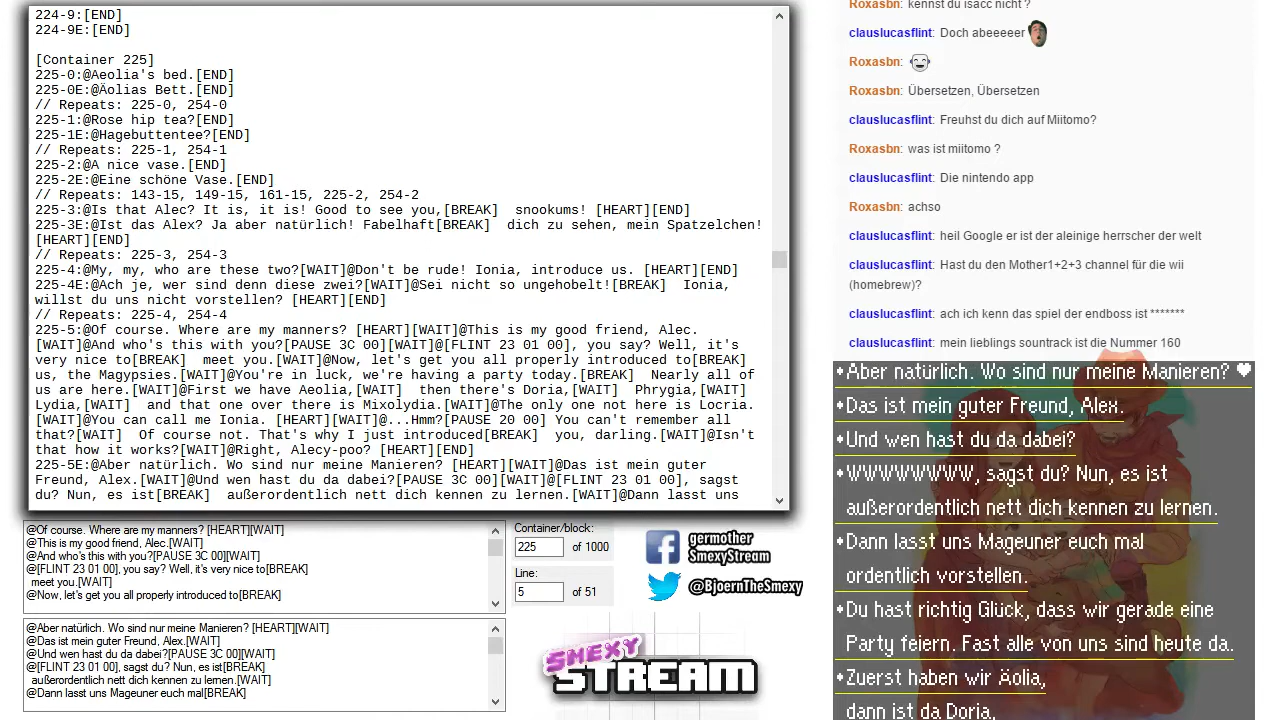 224-9:[END]
224-9E:[END]
[Container 225]
225-0:@Aeolia's bed.[END]
225-0E:@Äolias Bett.[END]
// Repeats: 225-0, 254-0
225-1:@Rose hip tea?[END]
225-1E:@Hagebuttentee?[END]
// Repeats: 225-1, 254-1
225-2:@A nice vase.[END]
225-2E:@Eine schöne Vase.[END]
// Repeats: 143-15, 149-15, 161-15, 225-2, 254-2
225-3:@Is that Alec? It is, it is! Good to see you,[BREAK]  snookums! [HEART][END]
225-3E:@Ist das Alex? Ja aber natürlich! Fabelhaft[BREAK]  dich zu sehen, mein Spatzelchen!
[HEART][END]
// Repeats: 225-3, 254-3
225-4:@My, my, who are these two?[WAIT]@Don't be rude! Ionia, introduce us. [HEART][END]
225-4E:@Ach je, wer sind denn diese zwei?[WAIT]@Sei nicht so ungehobelt![BREAK]  Ionia,
willst du uns nicht vorstellen? [HEART][END]
// Repeats: 225-4, 254-4
225-5:@Of course. Where are my manners? [HEART][WAIT]@This is my good friend, Alec.
[WAIT]@And who's this with you?[PAUSE 3C 00][WAIT]@[FLINT 23 01 00], you say? Well, it's
very nice to[BREAK]  meet you.[WAIT]@Now, let's get you all properly introduced to[BREAK]
us, the Magypsies.[WAIT]@You're in luck, we're having a party today.[BREAK]  Nearly all of
us are here.[WAIT]@First we have Aeolia,[WAIT]  then there's Doria,[WAIT]  Phrygia,[WAIT]
Lydia,[WAIT]  and that one over there is Mixolydia.[WAIT]@The only one not here is Locria.
[WAIT]@You can call me Ionia. [HEART][WAIT]@...Hmm?[PAUSE 20 00] You can't remember all
that?[WAIT]  Of course not. That's why I just introduced[BREAK]  you, darling.[WAIT]@Isn't
that how it works?[WAIT]@Right, Alecy-poo? [HEART][END]
225-5E:@Aber natürlich. Wo sind nur meine Manieren? [HEART][WAIT]@Das ist mein guter
Freund, Alex.[WAIT]@Und wen hast du da dabei?[PAUSE 3C 00][WAIT]@[FLINT 23 01 00], sagst
du? Nun, es ist[BREAK]  außerordentlich nett dich kennen zu lernen.[WAIT]@Dann lasst uns
@Of course. Where are my manners? [HEART][WAIT]
@This is my good friend, Alec.[WAIT]
@And who's this with you?[PAUSE 3C 00][WAIT]
@[FLINT 23 01 00], you say? Well, it's very nice to[BREAK]
meet you.[WAIT]
@Now, let's get you all properly introduced to[BREAK]
@Aber natürlich. Wo sind nur meine Manieren? [HEART][WAIT]
@Das ist mein guter Freund, Alex.[WAIT]
@Und wen hast du da dabei?[PAUSE 3C 00][WAIT]
@[FLINT 23 01 00], sagst du? Nun, es ist[BREAK]
außerordentlich nett dich kennen zu lernen.[WAIT]
@Dann lasst uns Mageuner euch mal[BREAK]
Container/block:
225 of 1000
Line:
5 of 51
germother
SmexyStream
@BjoernTheSmexy
SMEXY
STREAM
Roxasbn: kennst du isacc nicht ?
clauslucasflint: Doch abeeeeer
Roxasbn:
Roxasbn: Übersetzen, Übersetzen
clauslucasflint: Freuhst du dich auf Miitomo?
Roxasbn: was ist miitomo ?
clauslucasflint: Die nintendo app
Roxasbn: achso
clauslucasflint: heil Google er ist der aleinige herrscher der welt
clauslucasflint: Hast du den Mother1+2+3 channel für die wii
(homebrew)?
clauslucasflint: ach ich kenn das spiel der endboss ist *******
clauslucasflint: mein lieblings sountrack ist die Nummer 160
•Aber natürlich. Wo sind nur meine Manieren? ♥
•Das ist mein guter Freund, Alex.
•Und wen hast du da dabei?
•WWWWWWWW, sagst du? Nun, es ist
außerordentlich nett dich kennen zu lernen.
•Dann lasst uns Mageuner euch mal
ordentlich vorstellen.
•Du hast richtig Glück, dass wir gerade eine
Party feiern. Fast alle von uns sind heute da.
•Zuerst haben wir Äolia,
dann ist da Doria,